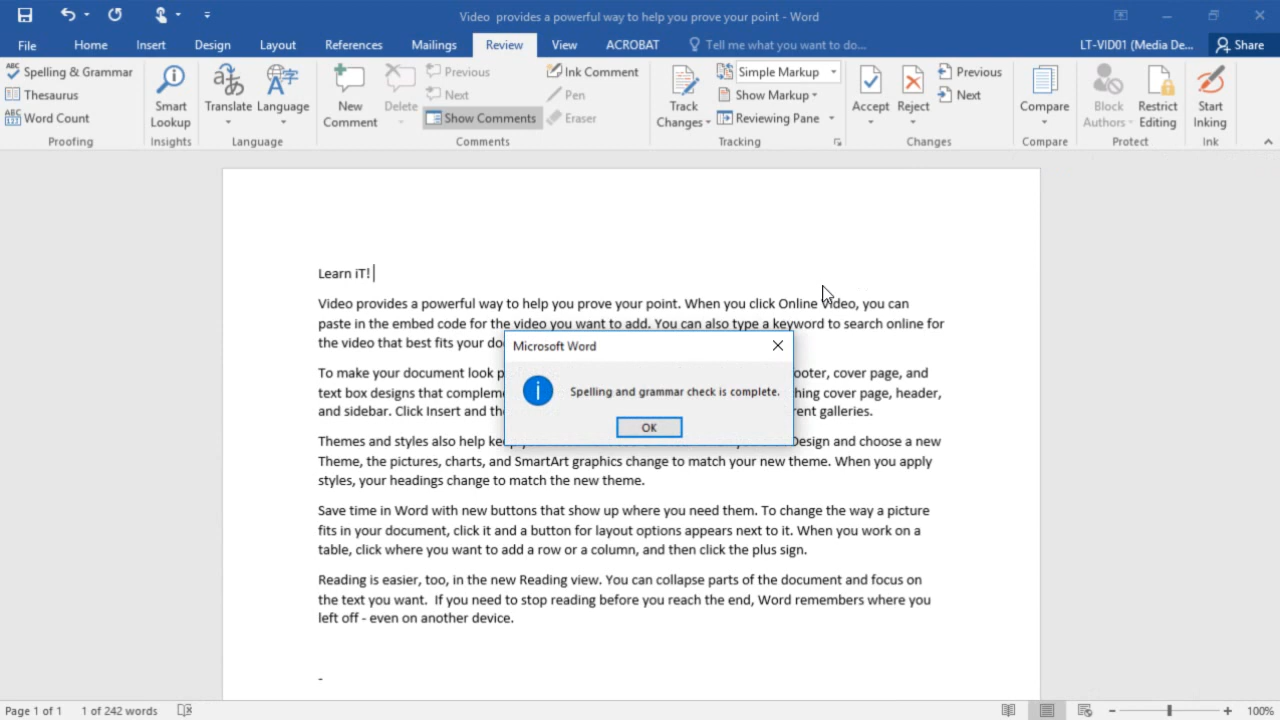 Video  provides a powerful way to help you prove your point - Word
File Home Insert Design Layout References Mailings Review View ACROBAT Tell me what you want to do... LT-VID01 (Media De... Share
ABC Spelling & Grammar
Thesaurus
ABC 123 Word Count
Proofing
Smart Lookup
Insights
Translate Language
Language
New Comment
Delete
Previous
Next
Show Comments
Ink Comment
Pen
Eraser
Comments
Track Changes
Simple Markup
Show Markup
Reviewing Pane
Tracking
Accept
Reject
Previous
Next
Changes
Compare
Compare
Block Authors
Restrict Editing
Protect
Start Inking
Ink
Learn iT!
Video provides a powerful way to help you prove your point. When you click Online Video, you can
paste in the embed code for the video you want to add. You can also type a keyword to search online for
the video that best fits your
To make your document look ooter, cover page, and
text box designs that hing cover page, header,
and sidebar. Click Insert and rent galleries.
Themes and styles also help Design and choose a new
Theme, the pictures, charts, and SmartArt graphics change to match your new theme. When you apply
styles, your headings change to match the new theme.
Save time in Word with new buttons that show up where you need them. To change the way a picture
fits in your document, click it and a button for layout options appears next to it. When you work on a
table, click where you want to add a row or a column, and then click the plus sign.
Reading is easier, too, in the new Reading view. You can collapse parts of the document and focus on
the text you want.  If you need to stop reading before you reach the end, Word remembers where you
left off - even on another device.
-
Microsoft Word
Spelling and grammar check is complete.
OK
Page 1 of 1 1 of 242 words 100%